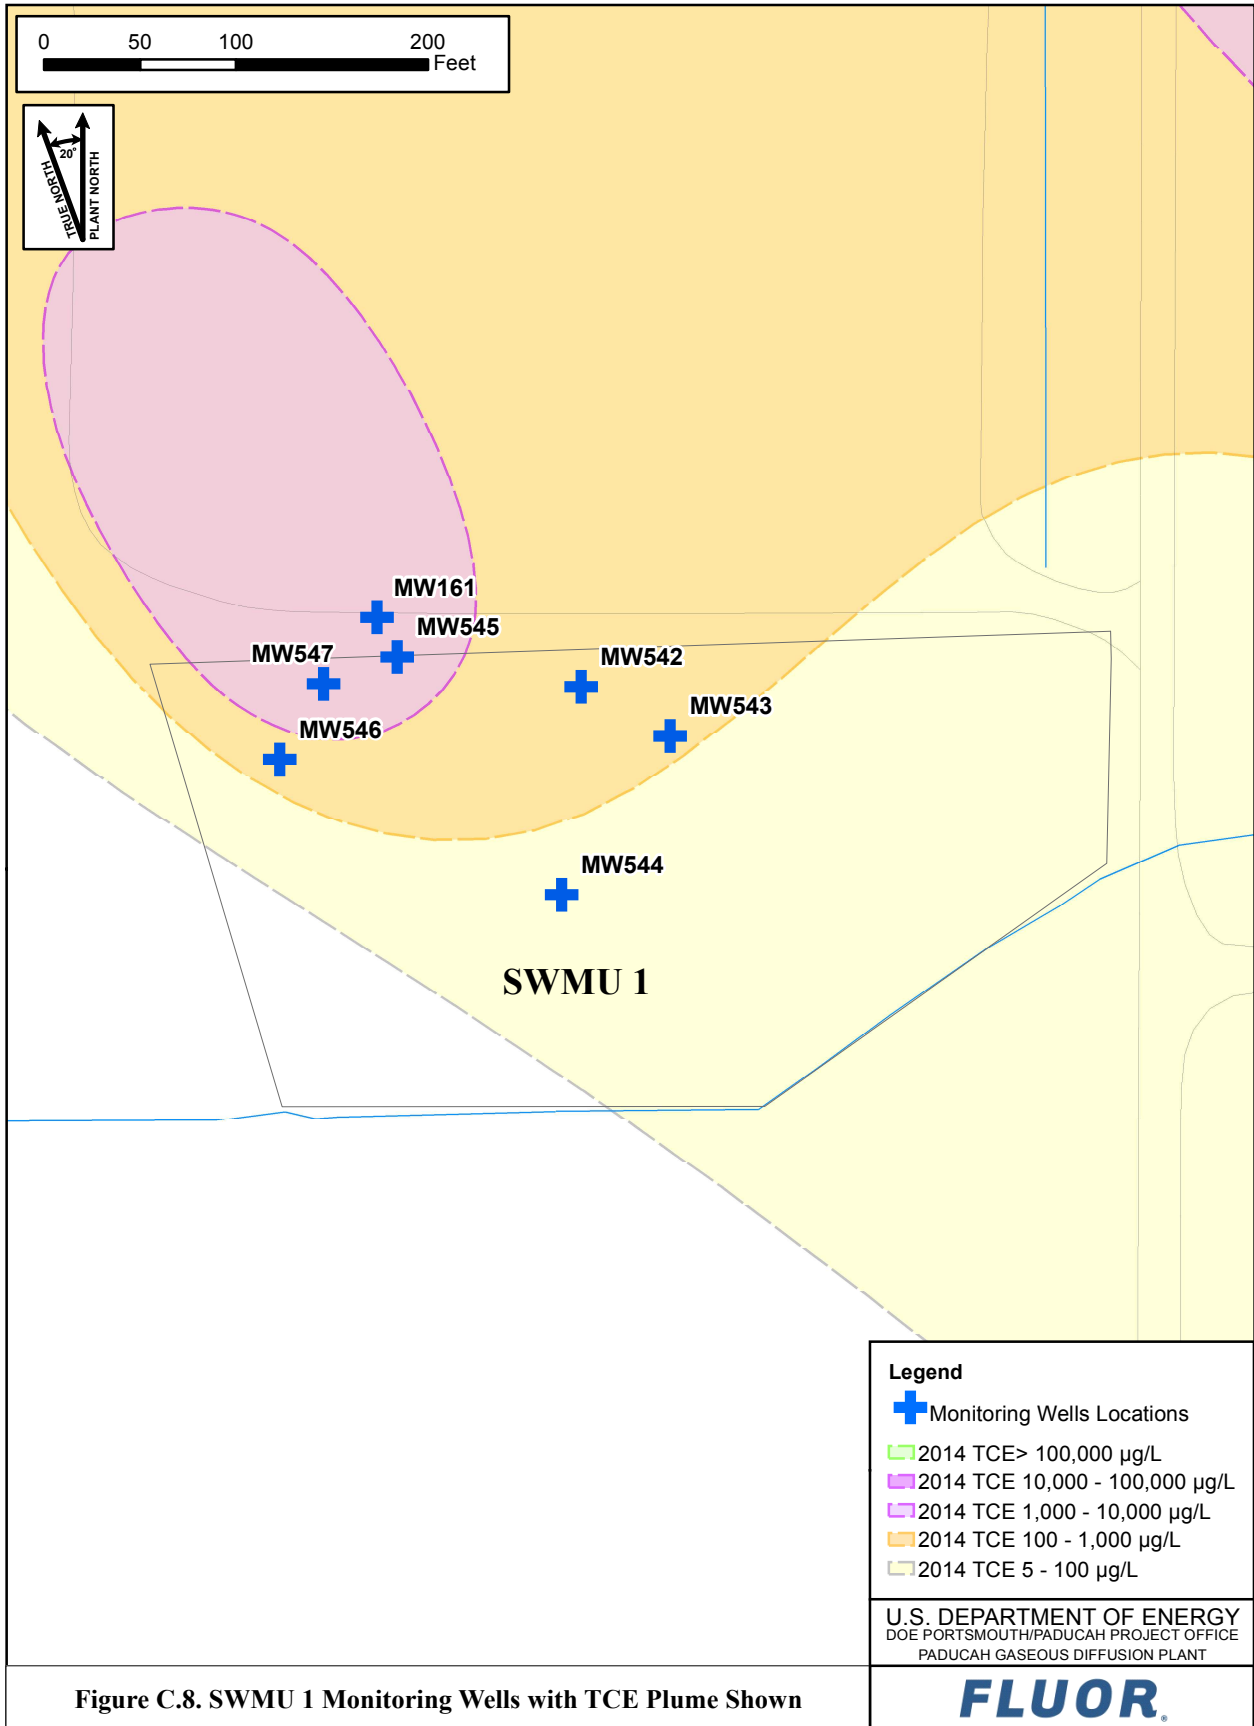 0 50 100 200
Feet
20°
TRUE NORTH
PLANT NORTH
MW161
MW545
MW547
MW542
MW543
MW546
MW544
SWMU 1
Legend
Monitoring Wells Locations
2014 TCE> 100,000 µg/L
2014 TCE 10,000 - 100,000 µg/L
2014 TCE 1,000 - 10,000 µg/L
2014 TCE 100 - 1,000 µg/L
2014 TCE 5 - 100 µg/L
U.S. DEPARTMENT OF ENERGY
DOE PORTSMOUTH/PADUCAH PROJECT OFFICE
PADUCAH GASEOUS DIFFUSION PLANT
Figure C.8. SWMU 1 Monitoring Wells with TCE Plume Shown
FLUOR®